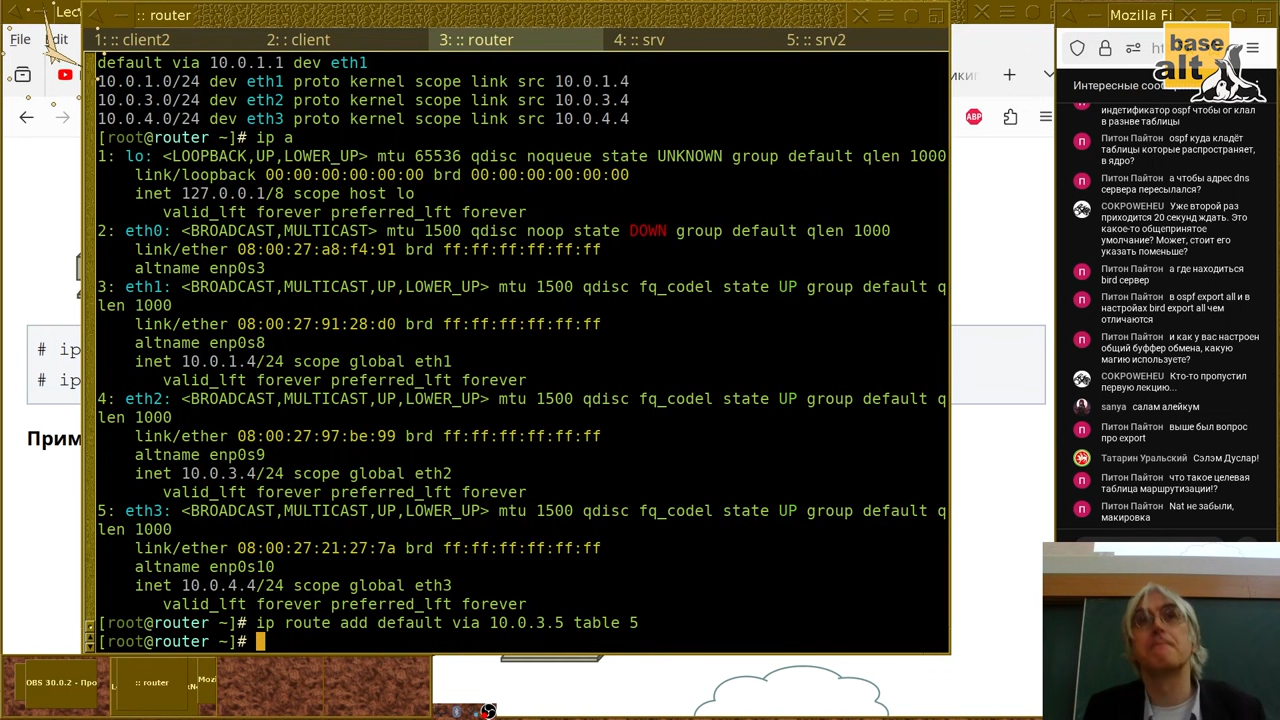 Lect
:: router
Mozilla Fi
File
Edit
1: :: client2
2: :: client
3: :: router
4: :: srv
5: :: srv2
base
alt
default via 10.0.1.1 dev eth1
10.0.1.0/24 dev eth1 proto kernel scope link src 10.0.1.4
10.0.3.0/24 dev eth2 proto kernel scope link src 10.0.3.4
10.0.4.0/24 dev eth3 proto kernel scope link src 10.0.4.4
[root@router ~]# ip a
1: lo: <LOOPBACK,UP,LOWER_UP> mtu 65536 qdisc noqueue state UNKNOWN group default qlen 1000
link/loopback 00:00:00:00:00:00 brd 00:00:00:00:00:00
inet 127.0.0.1/8 scope host lo
valid_lft forever preferred_lft forever
2: eth0: <BROADCAST,MULTICAST> mtu 1500 qdisc noop state DOWN group default qlen 1000
link/ether 08:00:27:a8:f4:91 brd ff:ff:ff:ff:ff:ff
altname enp0s3
3: eth1: <BROADCAST,MULTICAST,UP,LOWER_UP> mtu 1500 qdisc fq_codel state UP group default q
len 1000
link/ether 08:00:27:91:28:d0 brd ff:ff:ff:ff:ff:ff
altname enp0s8
inet 10.0.1.4/24 scope global eth1
valid_lft forever preferred_lft forever
4: eth2: <BROADCAST,MULTICAST,UP,LOWER_UP> mtu 1500 qdisc fq_codel state UP group default q
len 1000
link/ether 08:00:27:97:be:99 brd ff:ff:ff:ff:ff:ff
altname enp0s9
inet 10.0.3.4/24 scope global eth2
valid_lft forever preferred_lft forever
5: eth3: <BROADCAST,MULTICAST,UP,LOWER_UP> mtu 1500 qdisc fq_codel state UP group default q
len 1000
link/ether 08:00:27:21:27:7a brd ff:ff:ff:ff:ff:ff
altname enp0s10
inet 10.0.4.4/24 scope global eth3
valid_lft forever preferred_lft forever
[root@router ~]# ip route add default via 10.0.3.5 table 5
[root@router ~]#
# ip
# ip
Прим
ABP
Интересные сооб
индетификатор ospf чтобы ог клал
в разнве таблицы
Питон Пайтон ospf куда кладёт
таблицы которые распространяет,
в ядро?
Питон Пайтон а чтобы адрес dns
сервера пересылался?
COKPOWEHEU Уже второй раз
приходится 20 секунд ждать. Это
какое-то общепринятое
умолчание? Может, стоит его
указать поменьше?
Питон Пайтон а где находиться
bird сервер
Питон Пайтон в ospf export all и в
настройах bird export all чем
отличаются
Питон Пайтон и как у вас настроен
общий буффер обмена, какую
магию используете?
COKPOWEHEU Кто-то пропустил
первую лекцию...
sanya салам алейкум
Питон Пайтон выше был вопрос
про export
Татарин Уральский Сэлэм Дуслар!
Питон Пайтон что такое целевая
таблица маршрутизации!?
Питон Пайтон Nat не забыли,
макировка
OBS 30.0.2 - Про
:: router
Mozi